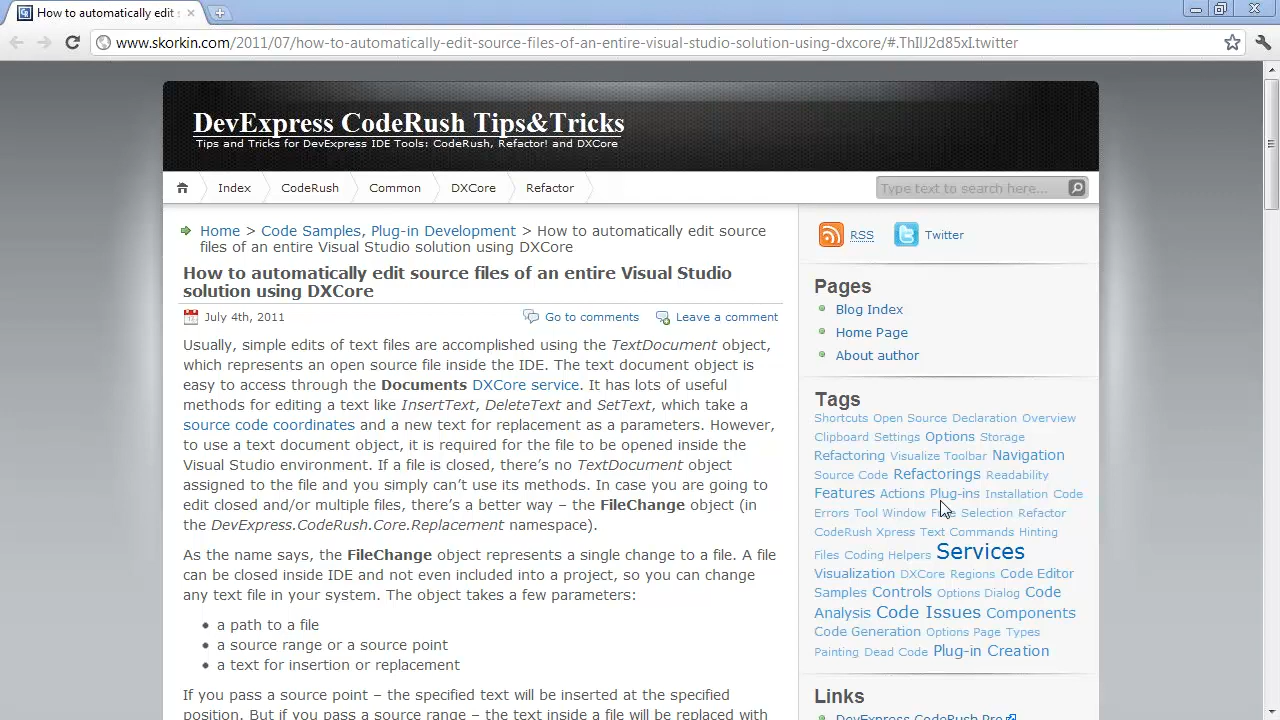 How to automatically edit
www.skorkin.com/2011/07/how-to-automatically-edit-source-files-of-an-entire-visual-studio-solution-using-dxcore/#.ThIlJ2d85xI.twitter
DevExpress CodeRush Tips&Tricks
Tips and Tricks for DevExpress IDE Tools: CodeRush, Refactor! and DXCore
Index
CodeRush
Common
DXCore
Refactor
Type text to search here...
Home > Code Samples, Plug-in Development > How to automatically edit source
files of an entire Visual Studio solution using DXCore
How to automatically edit source files of an entire Visual Studio
solution using DXCore
July 4th, 2011
Go to comments
Leave a comment
Usually, simple edits of text files are accomplished using the TextDocument object,
which represents an open source file inside the IDE. The text document object is
easy to access through the Documents DXCore service. It has lots of useful
methods for editing a text like InsertText, DeleteText and SetText, which take a
source code coordinates and a new text for replacement as a parameters. However,
to use a text document object, it is required for the file to be opened inside the
Visual Studio environment. If a file is closed, there's no TextDocument object
assigned to the file and you simply can't use its methods. In case you are going to
edit closed and/or multiple files, there's a better way – the FileChange object (in
the DevExpress.CodeRush.Core.Replacement namespace).
As the name says, the FileChange object represents a single change to a file. A file
can be closed inside IDE and not even included into a project, so you can change
any text file in your system. The object takes a few parameters:
a path to a file
a source range or a source point
a text for insertion or replacement
If you pass a source point – the specified text will be inserted at the specified
position. But if you pass a source range – the text inside a file will be replaced with
RSS
Twitter
Pages
Blog Index
Home Page
About author
Tags
Shortcuts Open Source Declaration Overview
Clipboard Settings Options Storage
Refactoring Visualize Toolbar Navigation
Source Code Refactorings Readability
Features Actions Plug-ins Installation Code
Errors Tool Window Selection Refactor
CodeRush Xpress Text Commands Hinting
Files Coding Helpers Services
Visualization DXCore Regions Code Editor
Samples Controls Options Dialog Code
Analysis Code Issues Components
Code Generation Options Page Types
Painting Dead Code Plug-in Creation
Links
DevExpress CodeRush Pro